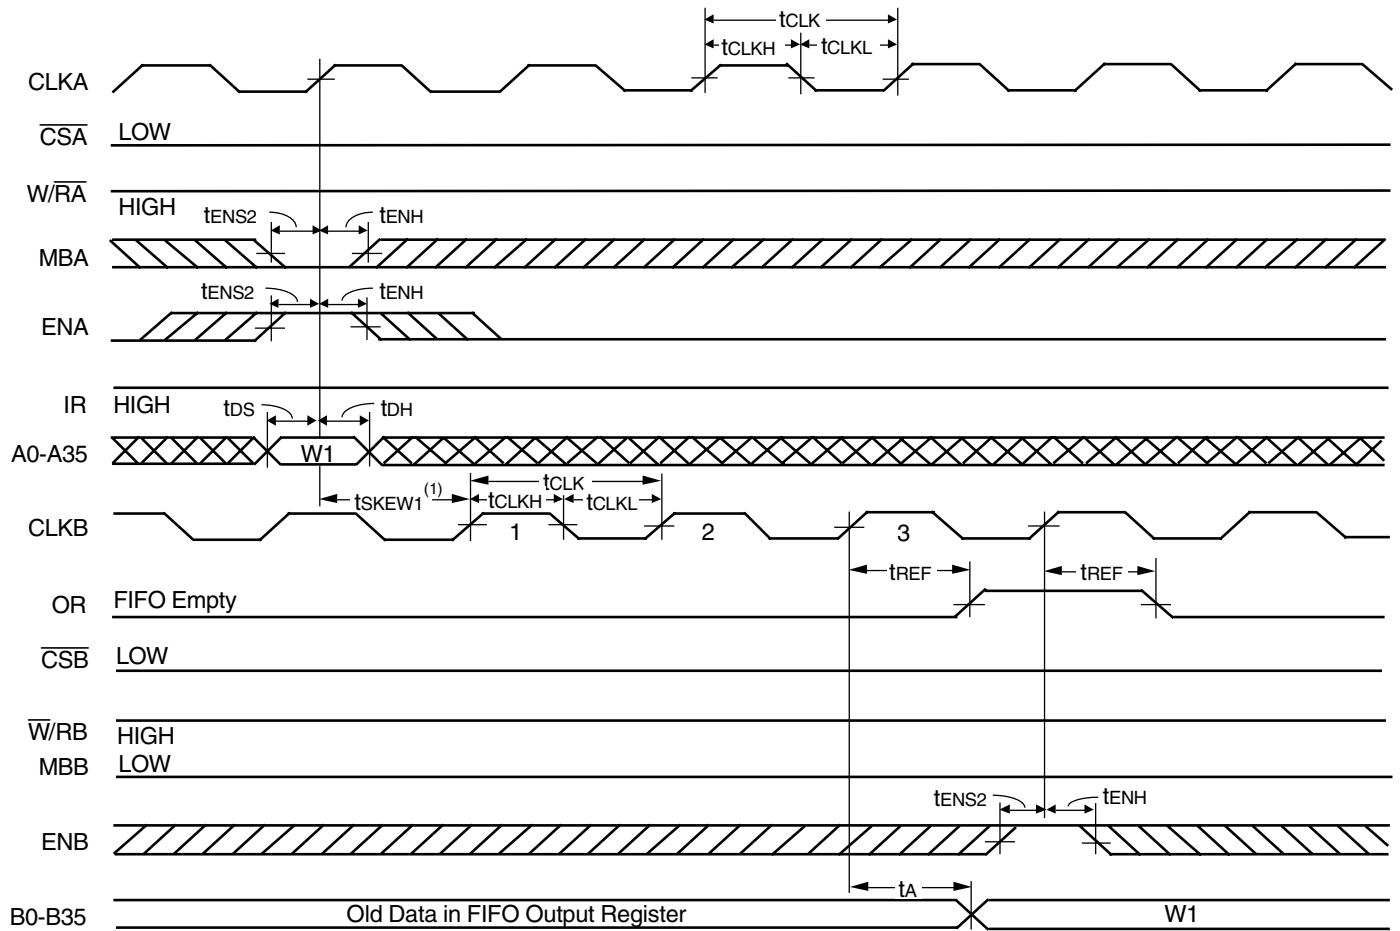 tCLK
tCLKH tCLKL
CLKA
CSA LOW
W/RA
HIGH
tENS2 tENH
MBA
tENS2 tENH
ENA
IR HIGH
tDS tDH
A0-A35 W1
tCLK
tSKEW1(1) tCLKH tCLKL
CLKB 1 2 3
tREF tREF
OR FIFO Empty
CSB LOW
W/RB HIGH
MBB LOW
tENS2 tENH
ENB
tA
B0-B35 Old Data in FIFO Output Register W1